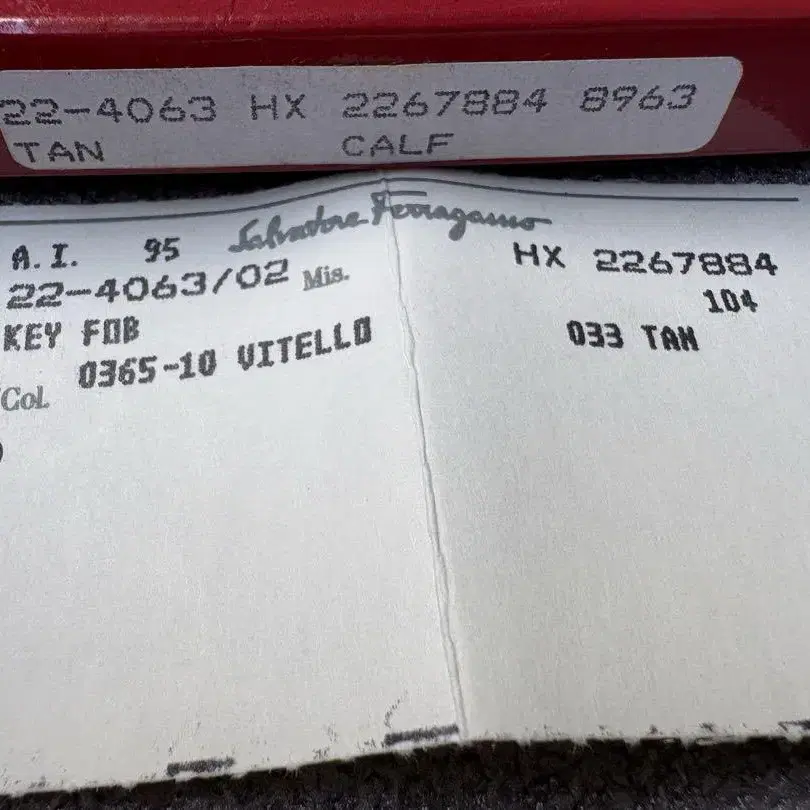 22-4063 HX 2267884 8963
TAN CALF
Salvatore Ferragamo
A.I. 95
HX 2267884
22-4063/02 Mis.
104
KEY FOB
033 TAN
0365-10 VITELLO
Col.